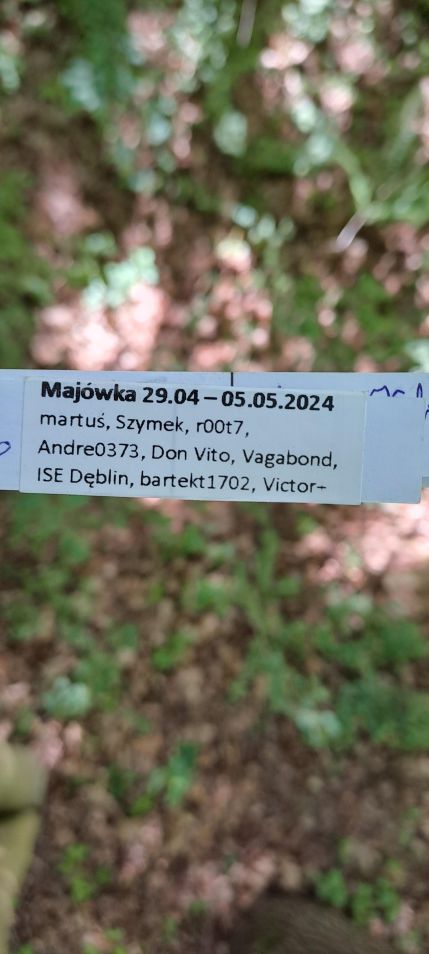 Majówka 29.04 – 05.05.2024
martuś, Szymek, r00t7,
Andre0373, Don Vito, Vagabond,
ISE Dęblin, bartekt1702, Victor+